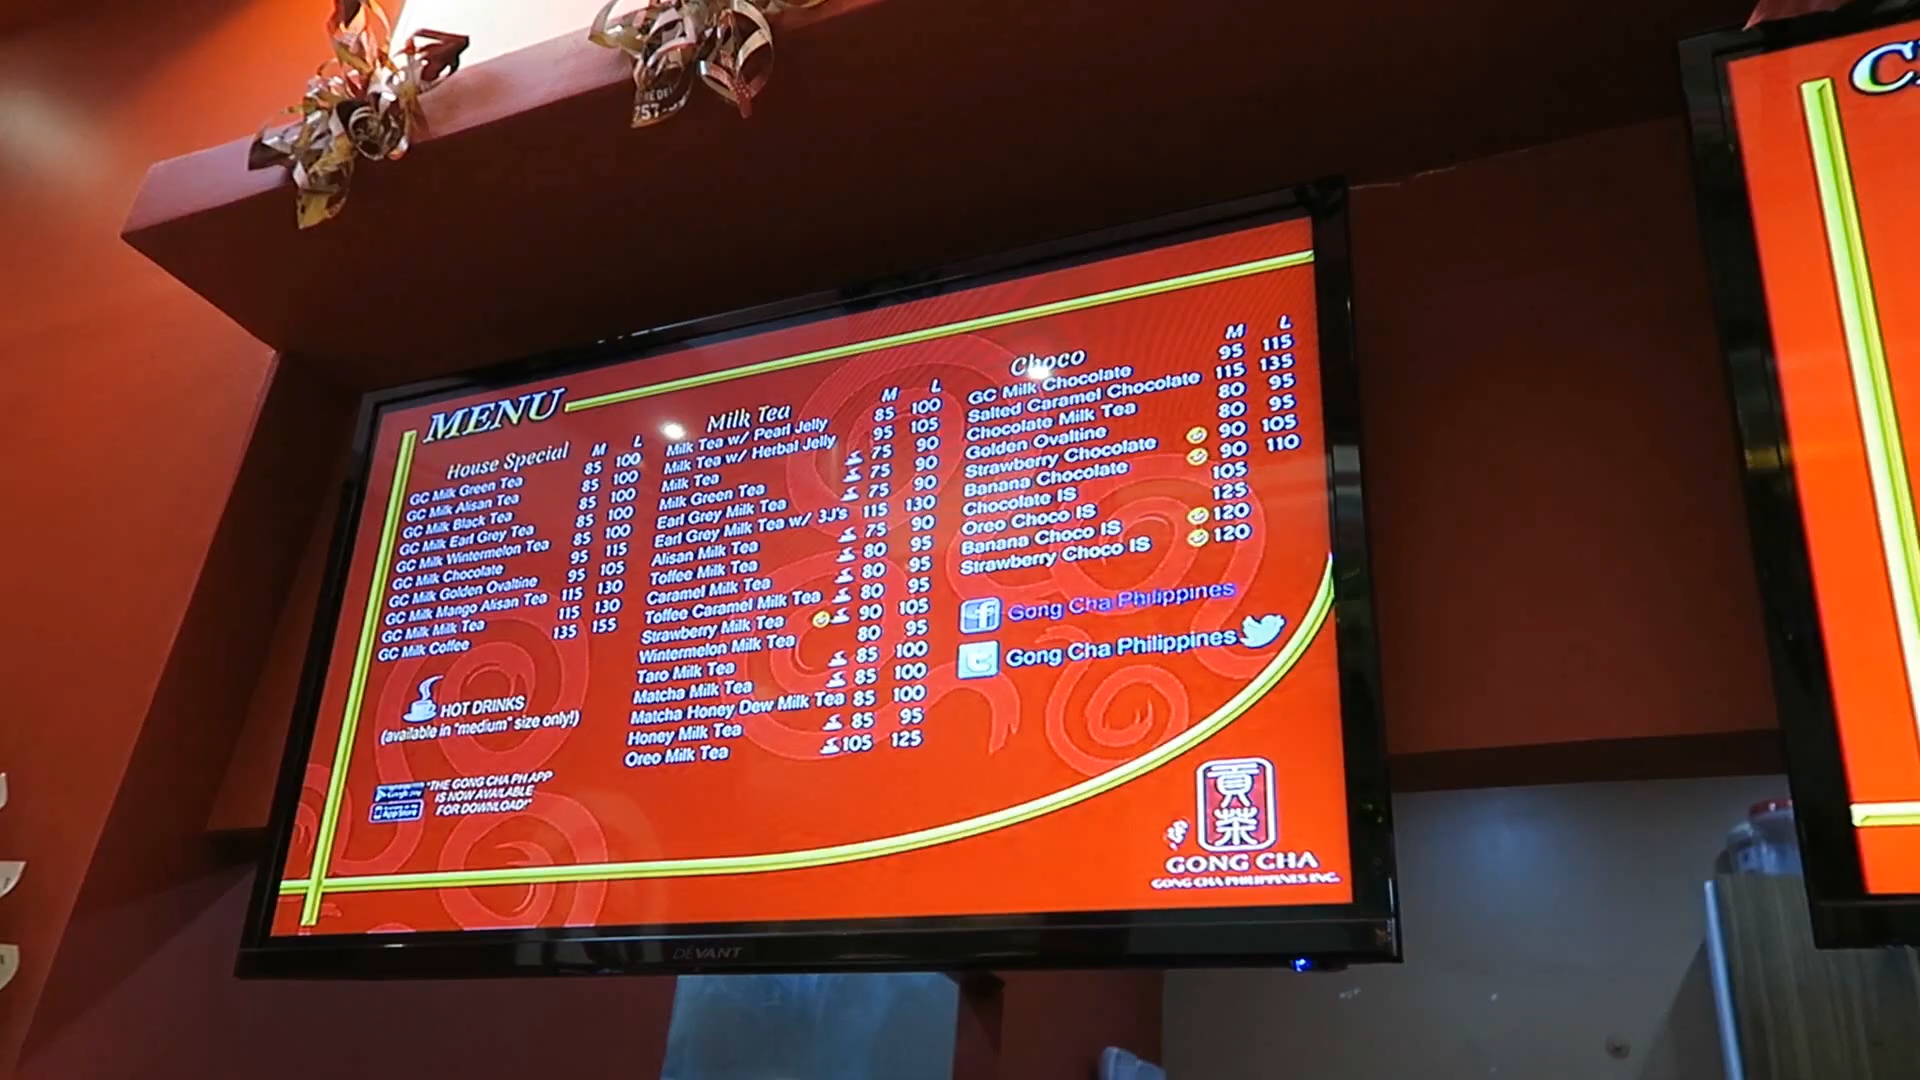 MENU
House Special M L
GC Milk Green Tea 85 100
GC Milk Alisan Tea 85 100
GC Milk Black Tea 85 100
GC Milk Earl Grey Tea 85 100
GC Milk Wintermelon Tea 85 100
GC Milk Chocolate 95 115
GC Milk Golden Ovaltine 95 105
GC Milk Mango Alisan Tea 115 130
GC Milk Milk Tea 115 130
GC Milk Coffee 135 155
HOT DRINKS
(available in "medium" size only!)
"THE GONG CHA PH APP
IS NOW AVAILABLE
FOR DOWNLOAD!"
Google Play
App Store
Milk Tea M L
Milk Tea w/ Pearl Jelly 85 100
Milk Tea w/ Herbal Jelly 95 105
Milk Tea 75 90
Milk Green Tea 75 90
Earl Grey Milk Tea 75 90
Earl Grey Milk Tea w/ 3J's 115 130
Alisan Milk Tea 75 90
Toffee Milk Tea 80 95
Caramel Milk Tea 80 95
Toffee Caramel Milk Tea 80 95
Strawberry Milk Tea 90 105
Wintermelon Milk Tea 80 95
Taro Milk Tea 85 100
Matcha Milk Tea 85 100
Matcha Honey Dew Milk Tea 85 100
Honey Milk Tea 85 95
Oreo Milk Tea 105 125
Choco M L
GC Milk Chocolate 95 115
Salted Caramel Chocolate 115 135
Chocolate Milk Tea 80 95
Golden Ovaltine 80 95
Strawberry Chocolate 90 105
Banana Chocolate 90 110
Chocolate IS 105
Oreo Choco IS 125
Banana Choco IS 120
Strawberry Choco IS 120
f Gong Cha Philippines
t Gong Cha Philippines
貢茶
GONG CHA
GONG CHA PHILIPPINES INC.
DEVANT